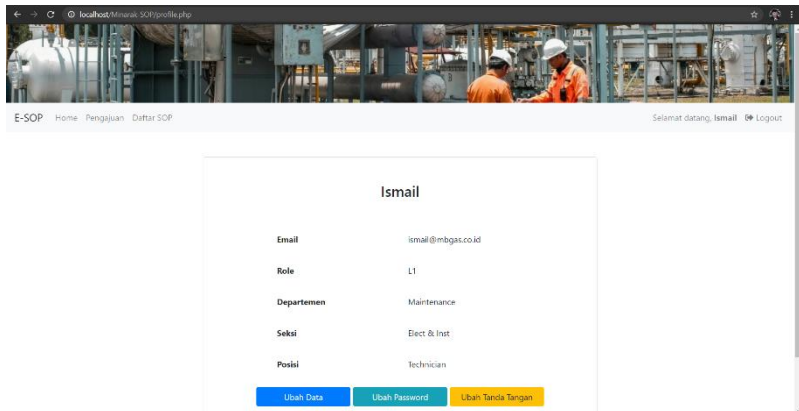 localhost/Minarak-SOP/profile.php
E-SOP Home Pengajuan Daftar SOP Selamat datang, Ismail Logout
Ismail
Email ismail@mbgas.co.id
Role L1
Departemen Maintenance
Seksi Elect & Inst
Posisi Technician
Ubah Data Ubah Password Ubah Tanda Tangan